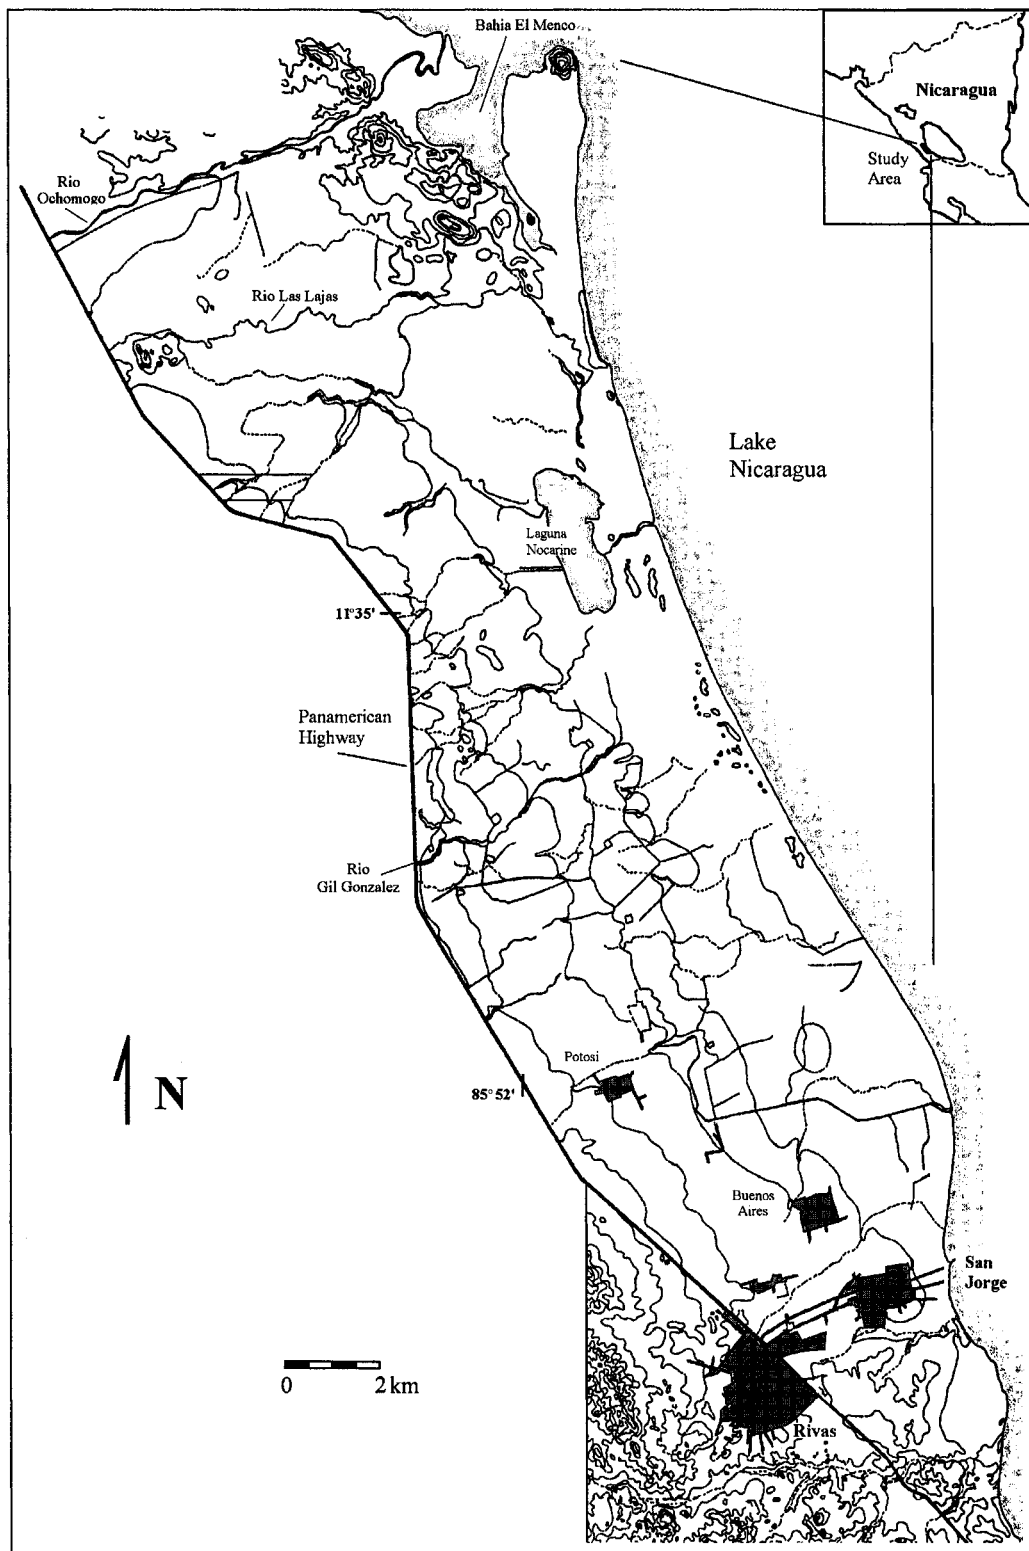 Bahia El Menco
Nicaragua
Study
Area
Rio
Ochomogo
Rio Las Lajas
Lake
Nicaragua
Laguna
Nocarine
11°35'
Panamerican
Highway
Rio
Gil Gonzalez
Potosi
N
85°52'
Buenos
Aires
San
Jorge
0 2 km
Rivas